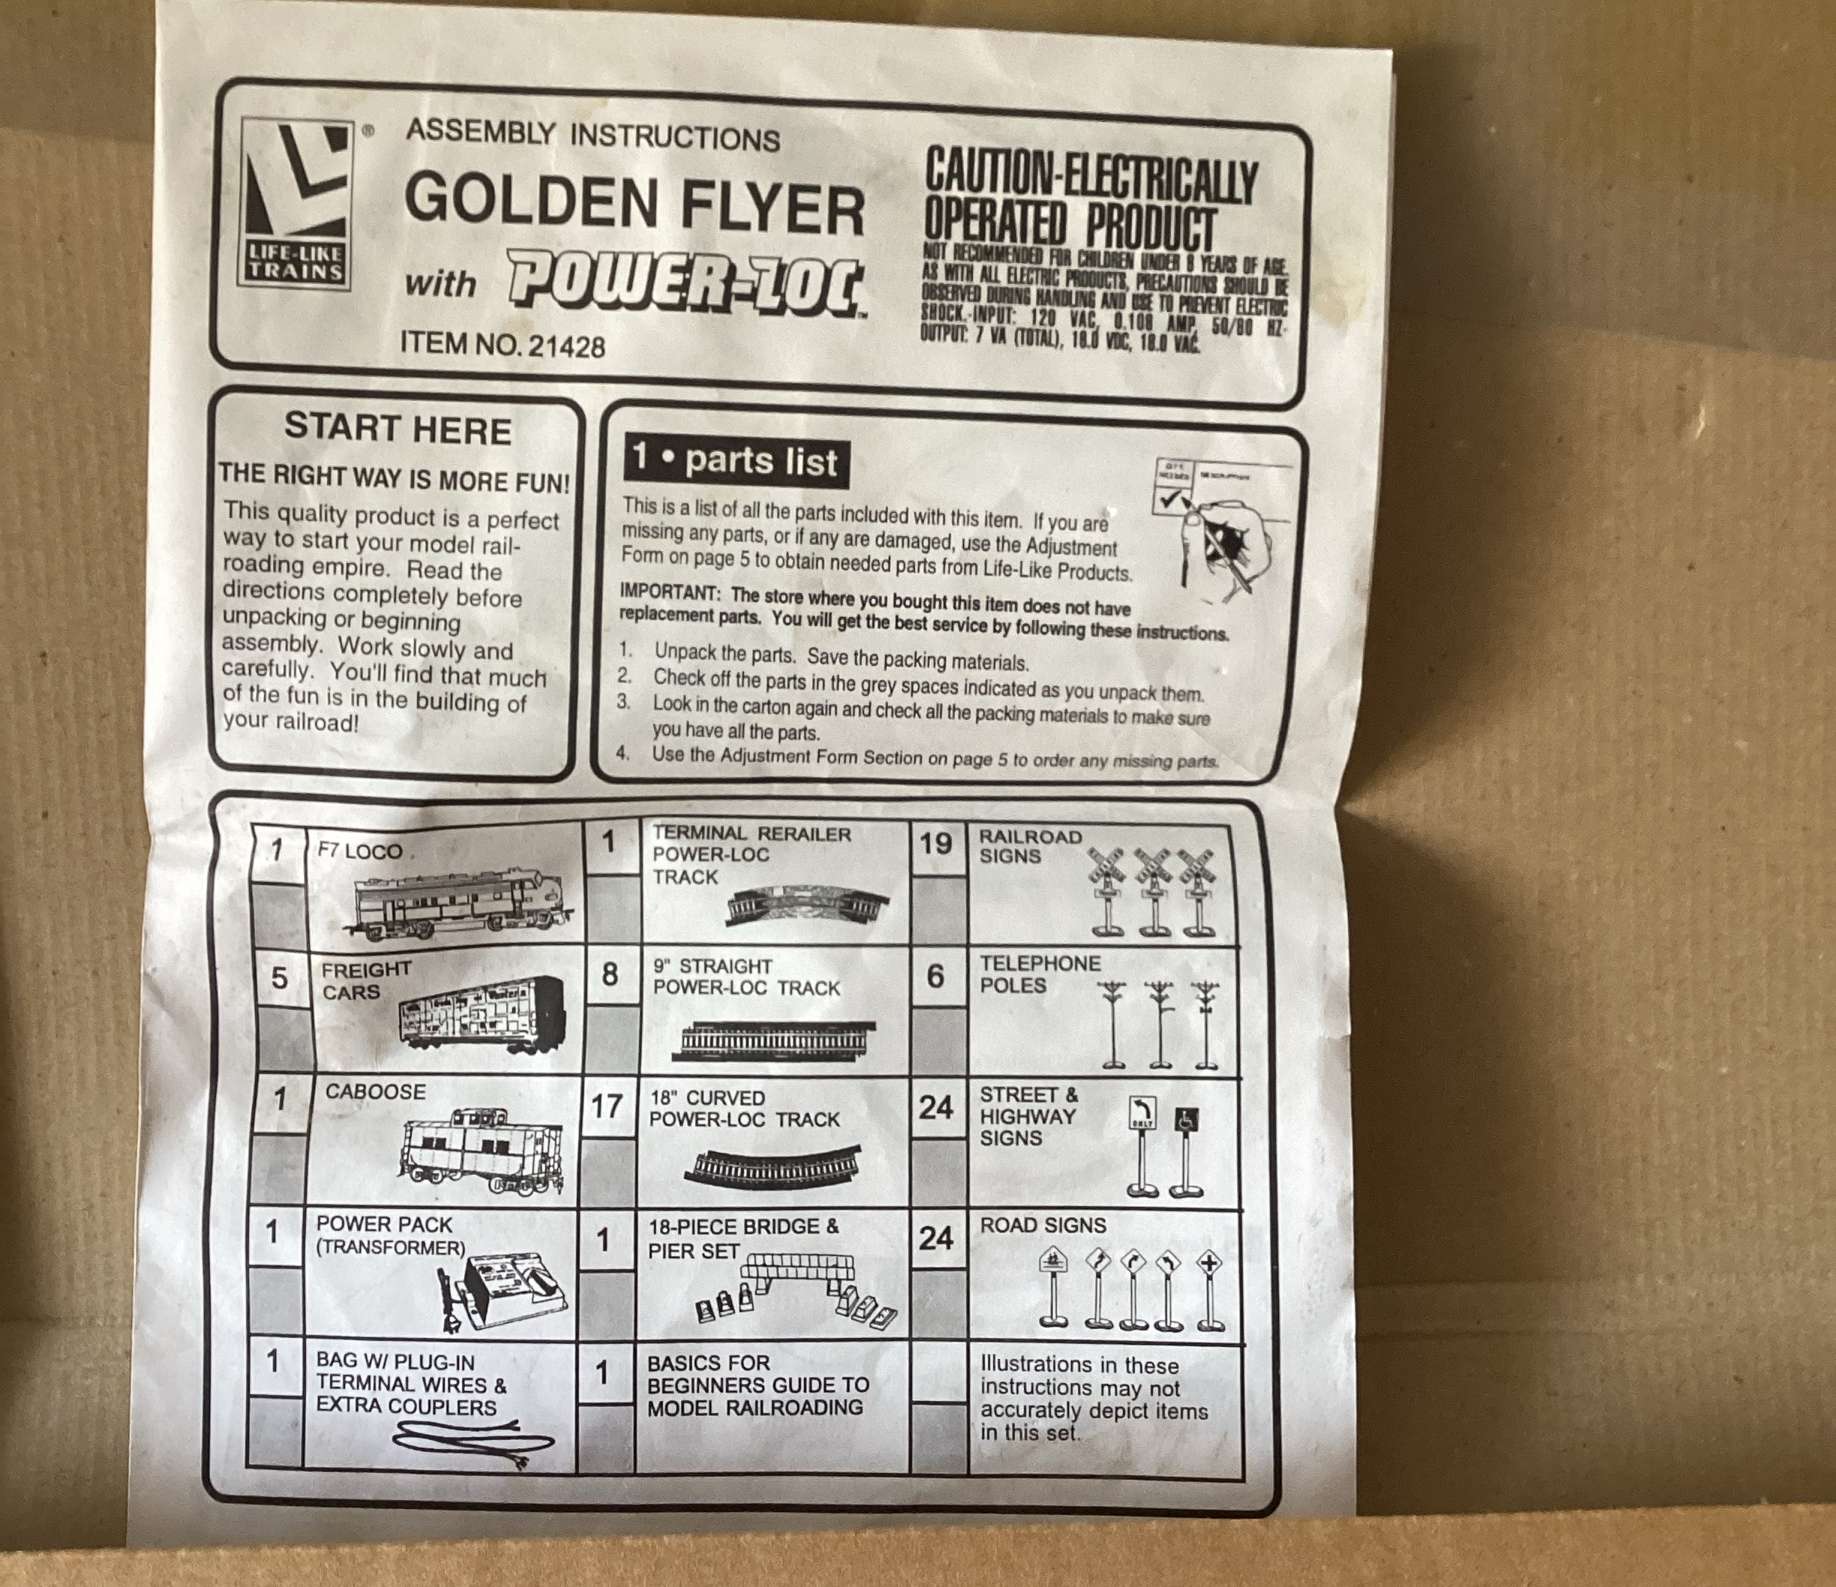 LIFE-LIKE
TRAINS
®
ASSEMBLY INSTRUCTIONS
GOLDEN FLYER
with POWER-LOC™
ITEM NO. 21428
CAUTION-ELECTRICALLY
OPERATED PRODUCT
NOT RECOMMENDED FOR CHILDREN UNDER 8 YEARS OF AGE.
AS WITH ALL ELECTRIC PRODUCTS, PRECAUTIONS SHOULD BE
OBSERVED DURING HANDLING AND USE TO PREVENT ELECTRIC
SHOCK.-INPUT: 120 VAC, 0.108 AMP, 50/60 HZ-
OUTPUT: 7 VA (TOTAL), 18.0 VDC, 18.0 VAC.
START HERE
THE RIGHT WAY IS MORE FUN!
This quality product is a perfect
way to start your model rail-
roading empire. Read the
directions completely before
unpacking or beginning
assembly. Work slowly and
carefully. You'll find that much
of the fun is in the building of
your railroad!
1 • parts list
This is a list of all the parts included with this item. If you are
missing any parts, or if any are damaged, use the Adjustment
Form on page 5 to obtain needed parts from Life-Like Products.
IMPORTANT: The store where you bought this item does not have
replacement parts. You will get the best service by following these instructions.
1. Unpack the parts. Save the packing materials.
2. Check off the parts in the grey spaces indicated as you unpack them.
3. Look in the carton again and check all the packing materials to make sure
you have all the parts.
4. Use the Adjustment Form Section on page 5 to order any missing parts.
1 F7 LOCO
1 TERMINAL RERAILER
POWER-LOC
TRACK
19 RAILROAD
SIGNS
5 FREIGHT
CARS
8 9" STRAIGHT
POWER-LOC TRACK
6 TELEPHONE
POLES
1 CABOOSE
17 18" CURVED
POWER-LOC TRACK
24 STREET &
HIGHWAY
SIGNS
ONLY
1 POWER PACK
(TRANSFORMER)
1 18-PIECE BRIDGE &
PIER SET
24 ROAD SIGNS
1 BAG W/ PLUG-IN
TERMINAL WIRES &
EXTRA COUPLERS
1 BASICS FOR
BEGINNERS GUIDE TO
MODEL RAILROADING
Illustrations in these
instructions may not
accurately depict items
in this set.